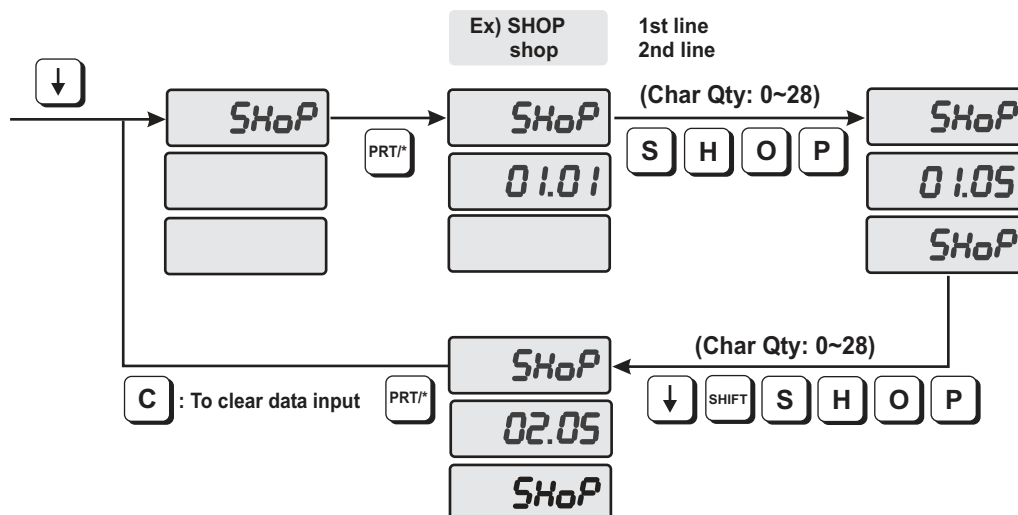 Ex) SHOP 1st line
shop 2nd line
↓
SHoP
PRT/*
SHoP
01.01
(Char Qty: 0~28)
S H O P
SHoP
01.05
SHoP
(Char Qty: 0~28)
↓ SHIFT S H O P
SHoP
02.05
SHoP
PRT/*
C : To clear data input